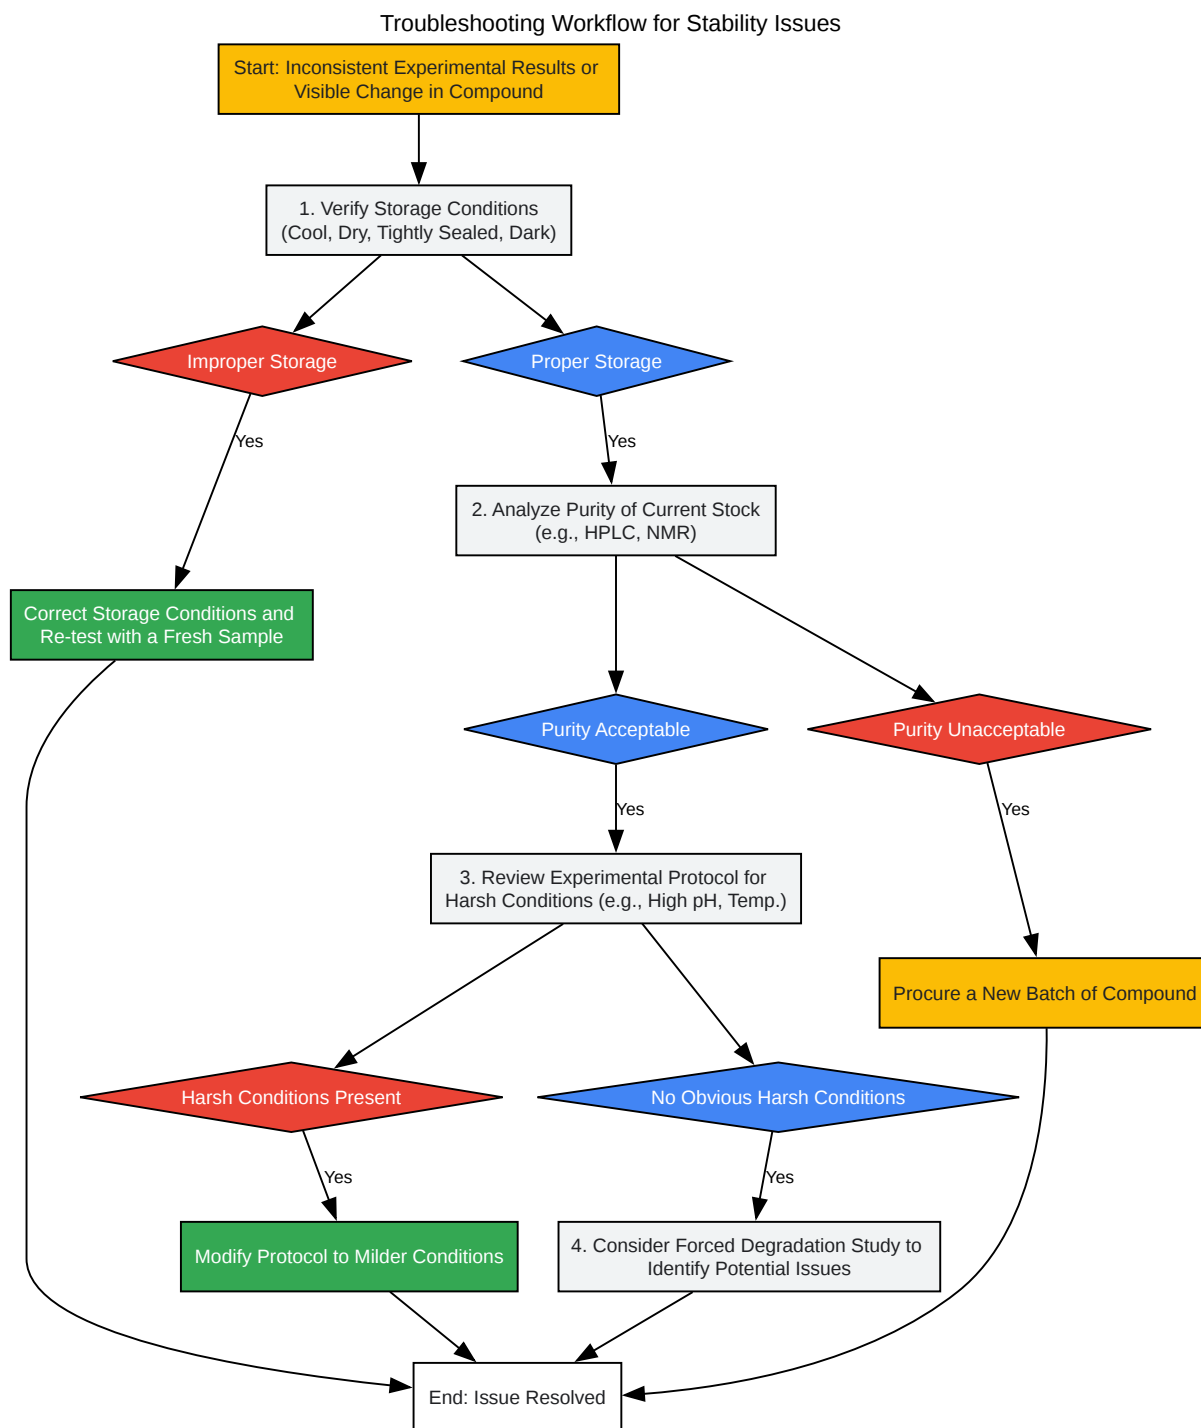 Troubleshooting Workflow for Stability Issues
Start: Inconsistent Experimental Results or
Visible Change in Compound
1. Verify Storage Conditions
(Cool, Dry, Tightly Sealed, Dark)
Improper Storage
Proper Storage
Yes
Yes
2. Analyze Purity of Current Stock
(e.g., HPLC, NMR)
Correct Storage Conditions and
Re-test with a Fresh Sample
Purity Acceptable
Purity Unacceptable
Yes
Yes
3. Review Experimental Protocol for
Harsh Conditions (e.g., High pH, Temp.)
Procure a New Batch of Compound
Harsh Conditions Present
No Obvious Harsh Conditions
Yes
Yes
Modify Protocol to Milder Conditions
4. Consider Forced Degradation Study to
Identify Potential Issues
End: Issue Resolved